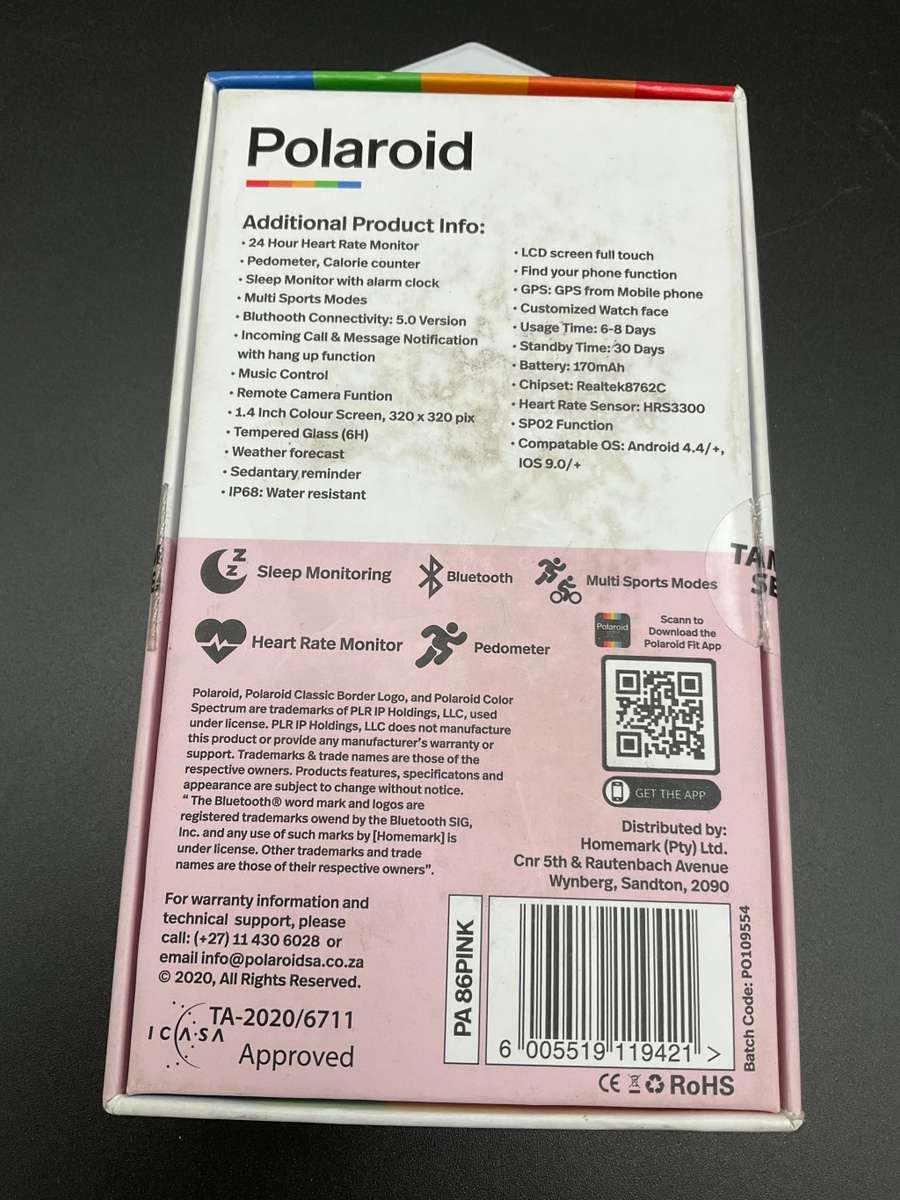 Polaroid
Additional Product Info:
• 24 Hour Heart Rate Monitor
• Pedometer, Calorie counter
• Sleep Monitor with alarm clock
• Multi Sports Modes
• Bluthooth Connectivity: 5.0 Version
• Incoming Call & Message Notification
with hang up function
• Music Control
• Remote Camera Funtion
• 1.4 Inch Colour Screen, 320 x 320 pix
• Tempered Glass (6H)
• Weather forecast
• Sedantary reminder
• IP68: Water resistant
• LCD screen full touch
• Find your phone function
• GPS: GPS from Mobile phone
• Customized Watch face
• Usage Time: 6-8 Days
• Standby Time: 30 Days
• Battery: 170mAh
• Chipset: Realtek8762C
• Heart Rate Sensor: HRS3300
• SP02 Function
• Compatable OS: Android 4.4/+,
IOS 9.0/+
TAM
SE
z
z
Sleep Monitoring
Bluetooth
Multi Sports Modes
Heart Rate Monitor
Pedometer
Polaroid
Scann to
Download the
Polaroid Fit App
GET THE APP
Polaroid, Polaroid Classic Border Logo, and Polaroid Color
Spectrum are trademarks of PLR IP Holdings, LLC, used
under license. PLR IP Holdings, LLC does not manufacture
this product or provide any manufacturer's warranty or
support. Trademarks & trade names are those of the
respective owners. Products features, specificatons and
appearance are subject to change without notice.
“ The Bluetooth® word mark and logos are
registered trademarks owend by the Bluetooth SIG,
Inc. and any use of such marks by [Homemark] is
under license. Other trademarks and trade
names are those of their respective owners”.
Distributed by:
Homemark (Pty) Ltd.
Cnr 5th & Rautenbach Avenue
Wynberg, Sandton, 2090
For warranty information and
technical support, please
call: (+27) 11 430 6028 or
email info@polaroidsa.co.za
© 2020, All Rights Reserved.
ICASA
TA-2020/6711
Approved
PA 86PINK
6 005519 119421 >
Batch Code: PO109554
CE RoHS